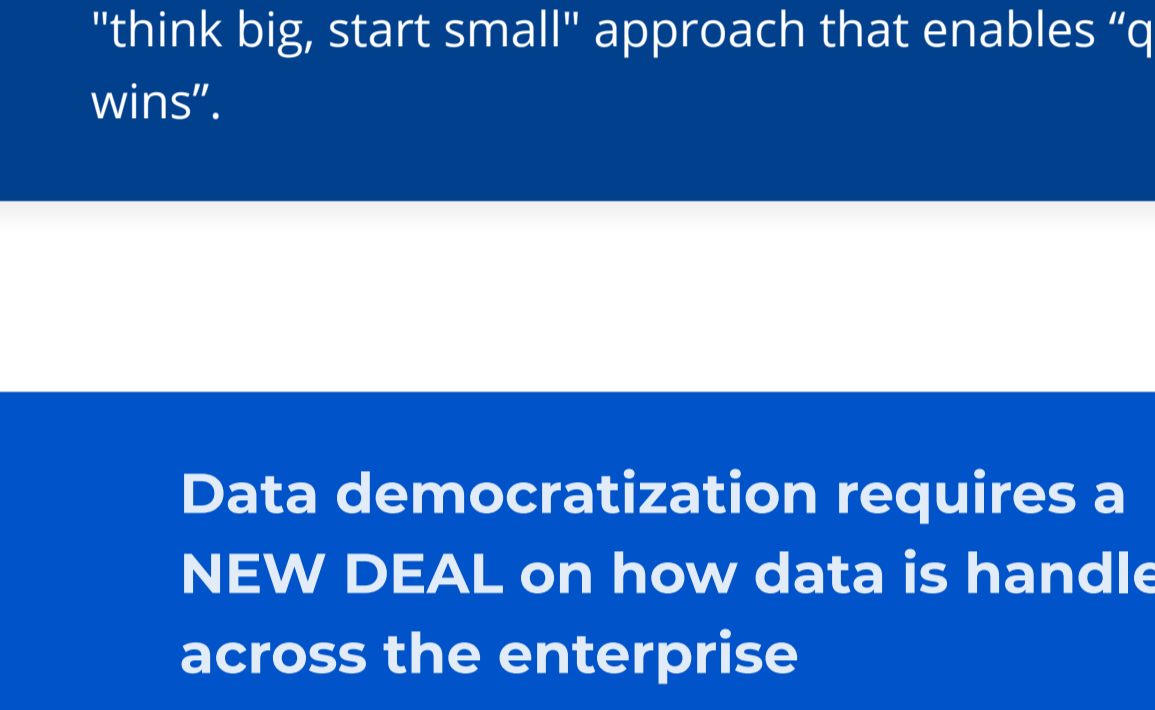 "think big, start small" approach that enables “q
wins”.
Data democratization requires a
NEW DEAL on how data is handle
across the enterprise